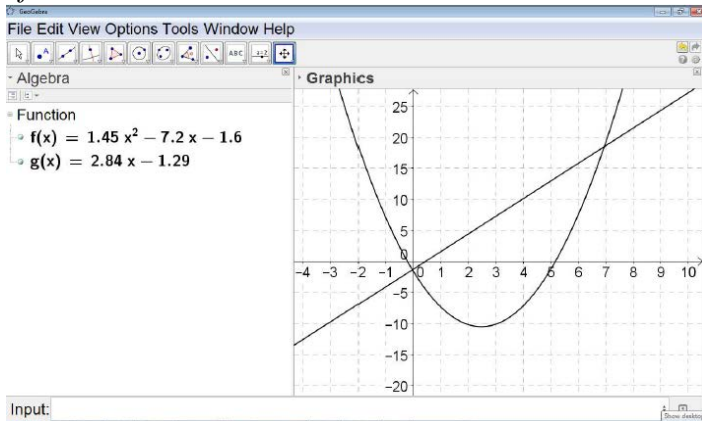 GeoGebra
File Edit View Options Tools Window Help
A
ABC
a=2
Algebra
Graphics
Function
f(x) = 1.45 x² − 7.2 x − 1.6
g(x) = 2.84 x − 1.29
25
20
15
10
5
0
−4 −3 −2 −1 0 1 2 3 4 5 6 7 8 9 10
−5
−10
−15
−20
Input:
Show desktop